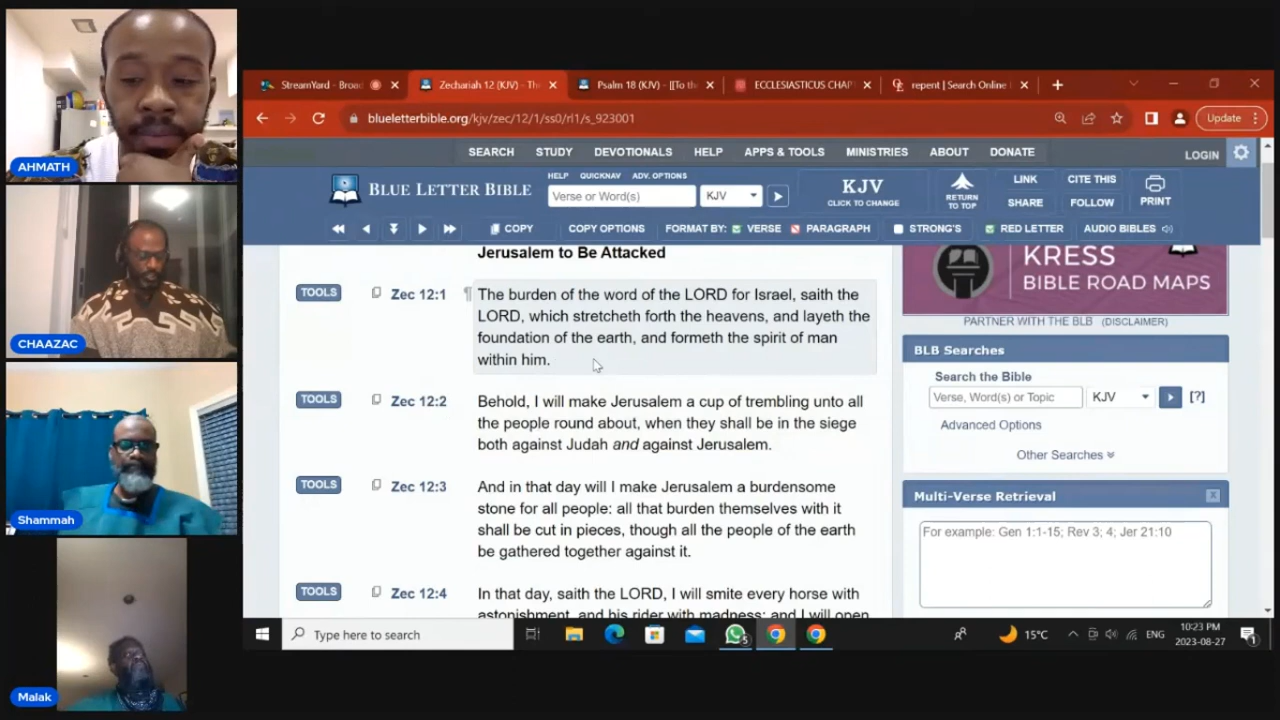 AHMATH
CHAAZAC
Shammah
Malak
StreamYard - Broad
Zechariah 12 (KJV) - Th
Psalm 18 (KJV) - [[To th
ECCLESIASTICUS CHAP
repent | Search Online
blueletterbible.org/kjv/zec/12/1/ss0/rl1/s_923001
Update
SEARCH STUDY DEVOTIONALS HELP APPS & TOOLS MINISTRIES ABOUT DONATE
LOGIN
BLUE LETTER BIBLE
HELP QUICKNAV ADV. OPTIONS
Verse or Word(s)
KJV
KJV
CLICK TO CHANGE
RETURN
TO TOP
LINK
SHARE
CITE THIS
FOLLOW
PRINT
COPY COPY OPTIONS FORMAT BY: VERSE PARAGRAPH STRONG'S RED LETTER AUDIO BIBLES
Jerusalem to Be Attacked
TOOLS Zec 12:1 ¶ The burden of the word of the LORD for Israel, saith the
LORD, which stretcheth forth the heavens, and layeth the
foundation of the earth, and formeth the spirit of man
within him.
TOOLS Zec 12:2 Behold, I will make Jerusalem a cup of trembling unto all
the people round about, when they shall be in the siege
both against Judah and against Jerusalem.
TOOLS Zec 12:3 And in that day will I make Jerusalem a burdensome
stone for all people: all that burden themselves with it
shall be cut in pieces, though all the people of the earth
be gathered together against it.
TOOLS Zec 12:4 In that day, saith the LORD, I will smite every horse with
astonishment, and his rider with madness: and I will open
KRESS
BIBLE ROAD MAPS
PARTNER WITH THE BLB (DISCLAIMER)
BLB Searches
Search the Bible
Verse, Word(s) or Topic
KJV
[?]
Advanced Options
Other Searches
Multi-Verse Retrieval
x
For example: Gen 1:1-15; Rev 3; 4; Jer 21:10
Type here to search
5
15°C
ENG
10:23 PM
2023-08-27
1